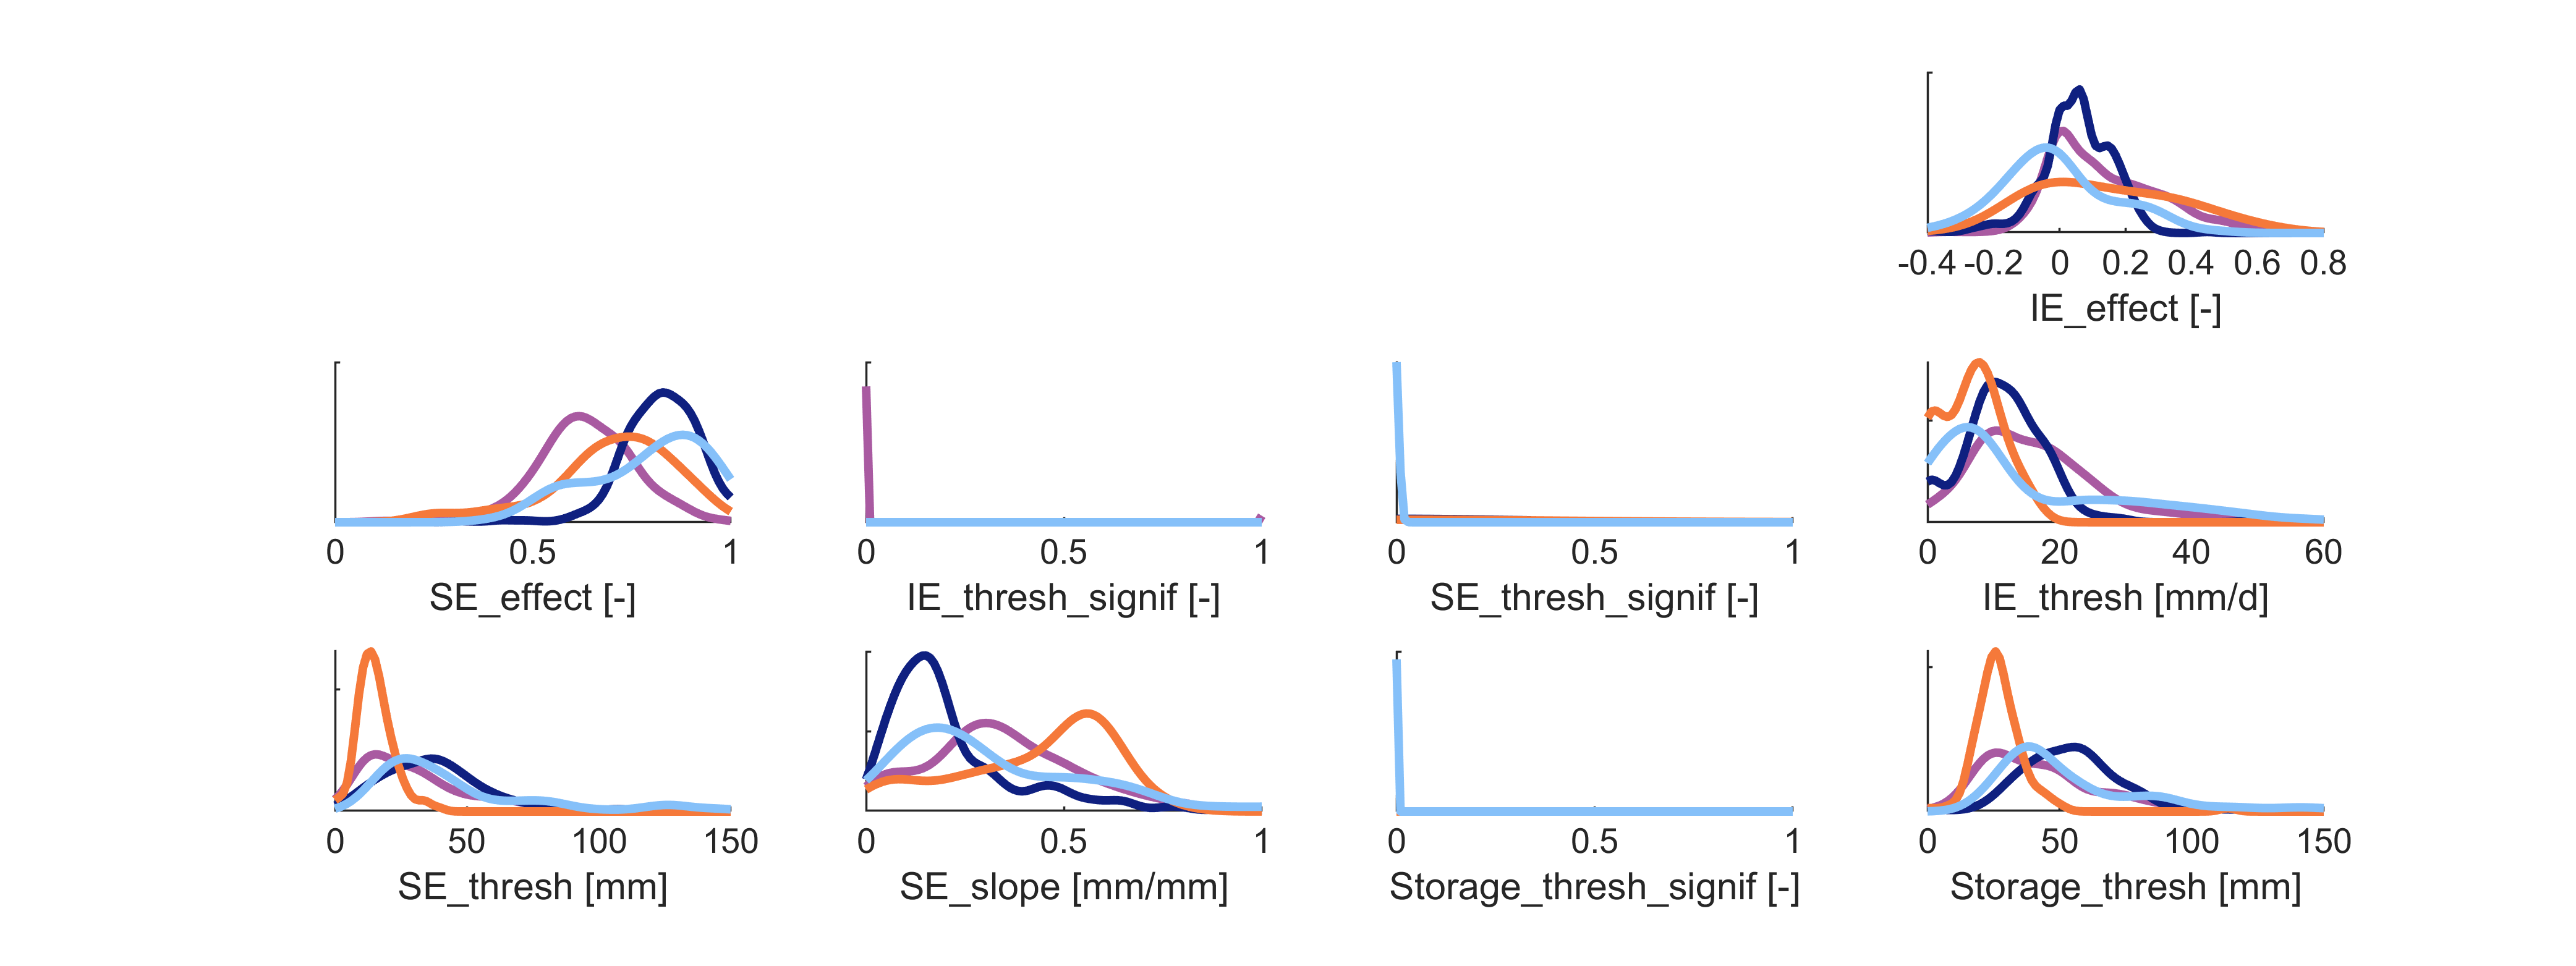 -0.4 -0.2 0 0.2 0.4 0.6 0.8
IE_effect [-]
0 0.5 1
SE_effect [-]
0 0.5 1
IE_thresh_signif [-]
0 0.5 1
SE_thresh_signif [-]
0 20 40 60
IE_thresh [mm/d]
0 50 100 150
SE_thresh [mm]
0 0.5 1
SE_slope [mm/mm]
0 0.5 1
Storage_thresh_signif [-]
0 50 100 150
Storage_thresh [mm]